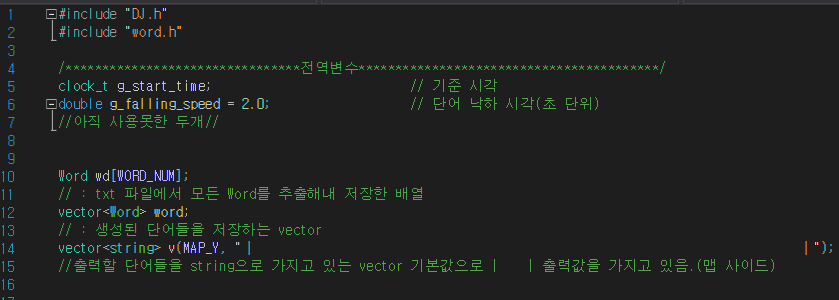 1 #include "DJ.h"
2 #include "word.h"
3
4 /********************************전역변수*****************************************/
5 clock_t g_start_time; // 기준 시각
6 double g_falling_speed = 2.0; // 단어 낙하 시각(초 단위)
7 //아직 사용못한 두개//
8
9
10 Word wd[WORD_NUM];
11 // : txt 파일에서 모든 Word를 추출해내 저장한 배열
12 vector<Word> word;
13 // : 생성된 단어들을 저장하는 vector
14 vector<string> v(MAP_Y, " | | ");
15 //출력할 단어들을 string으로 가지고 있는 vector 기본값으로 | | 출력값을 가지고 있음.(맵 사이드)